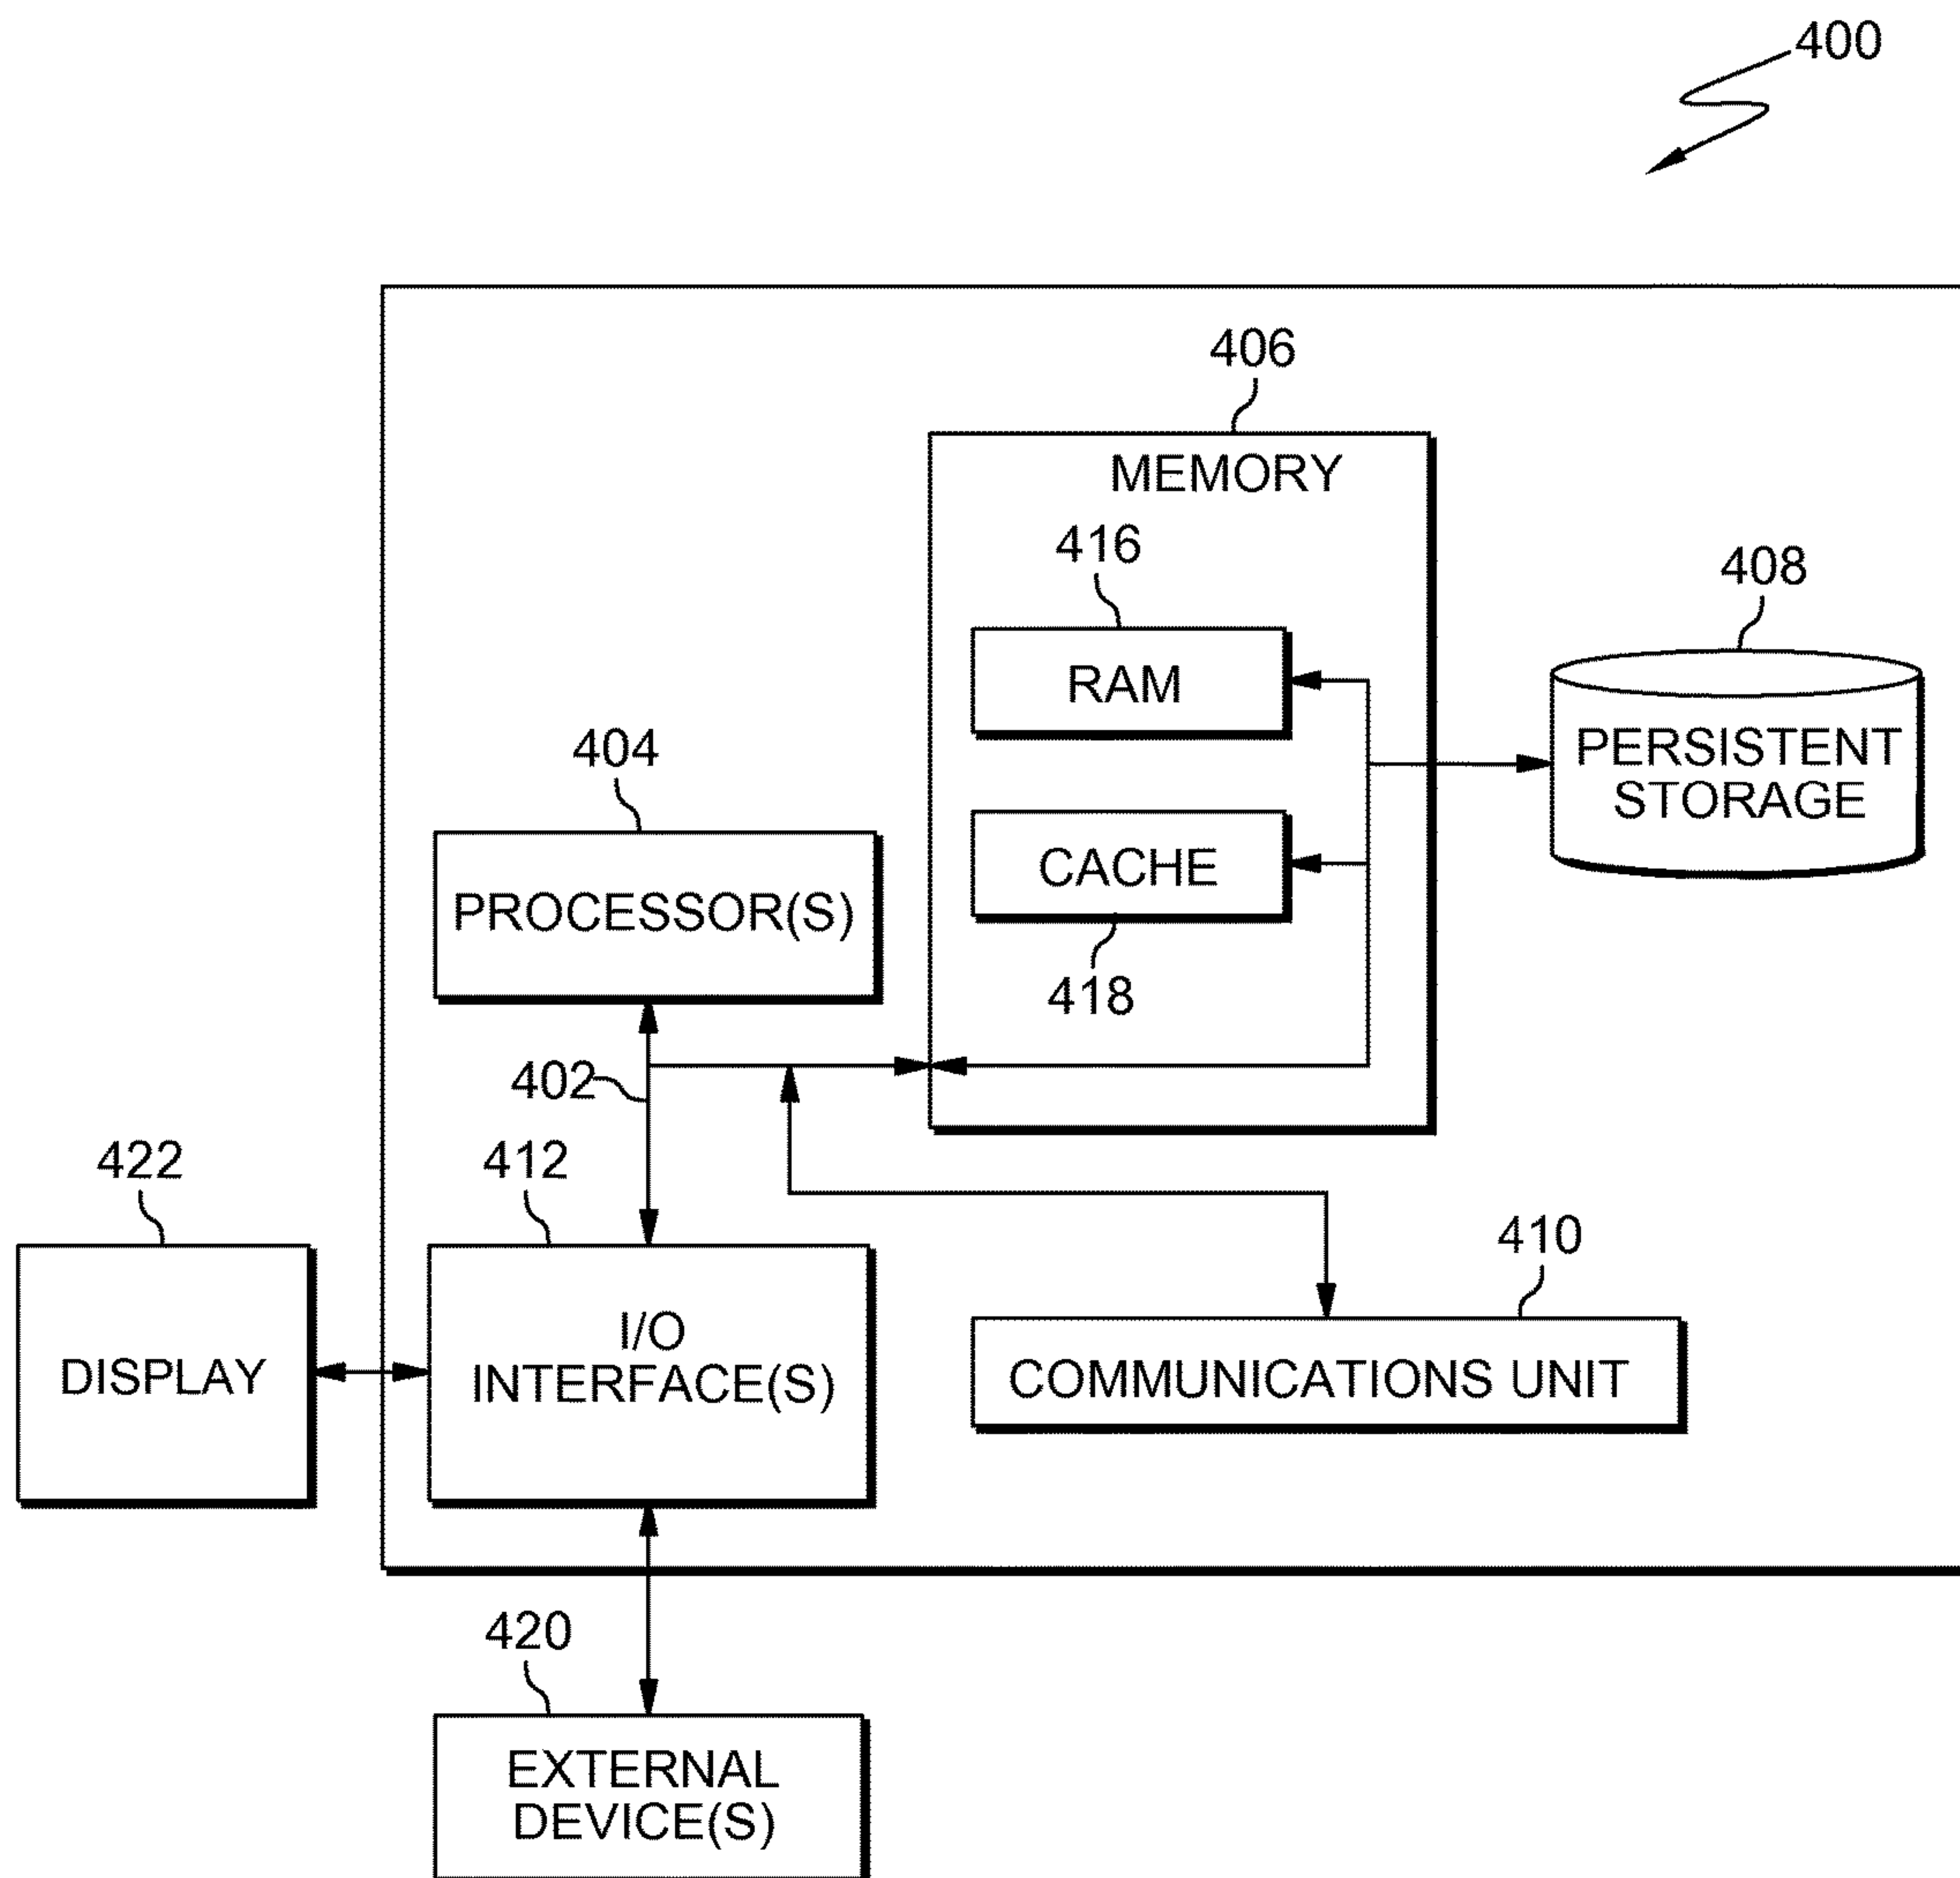 400
406
MEMORY
416
408
RAM
PERSISTENT
STORAGE
404
CACHE
PROCESSOR(S)
418
402
422
412
410
I/O
INTERFACE(S)
DISPLAY
COMMUNICATIONS UNIT
420
EXTERNAL
DEVICE(S)